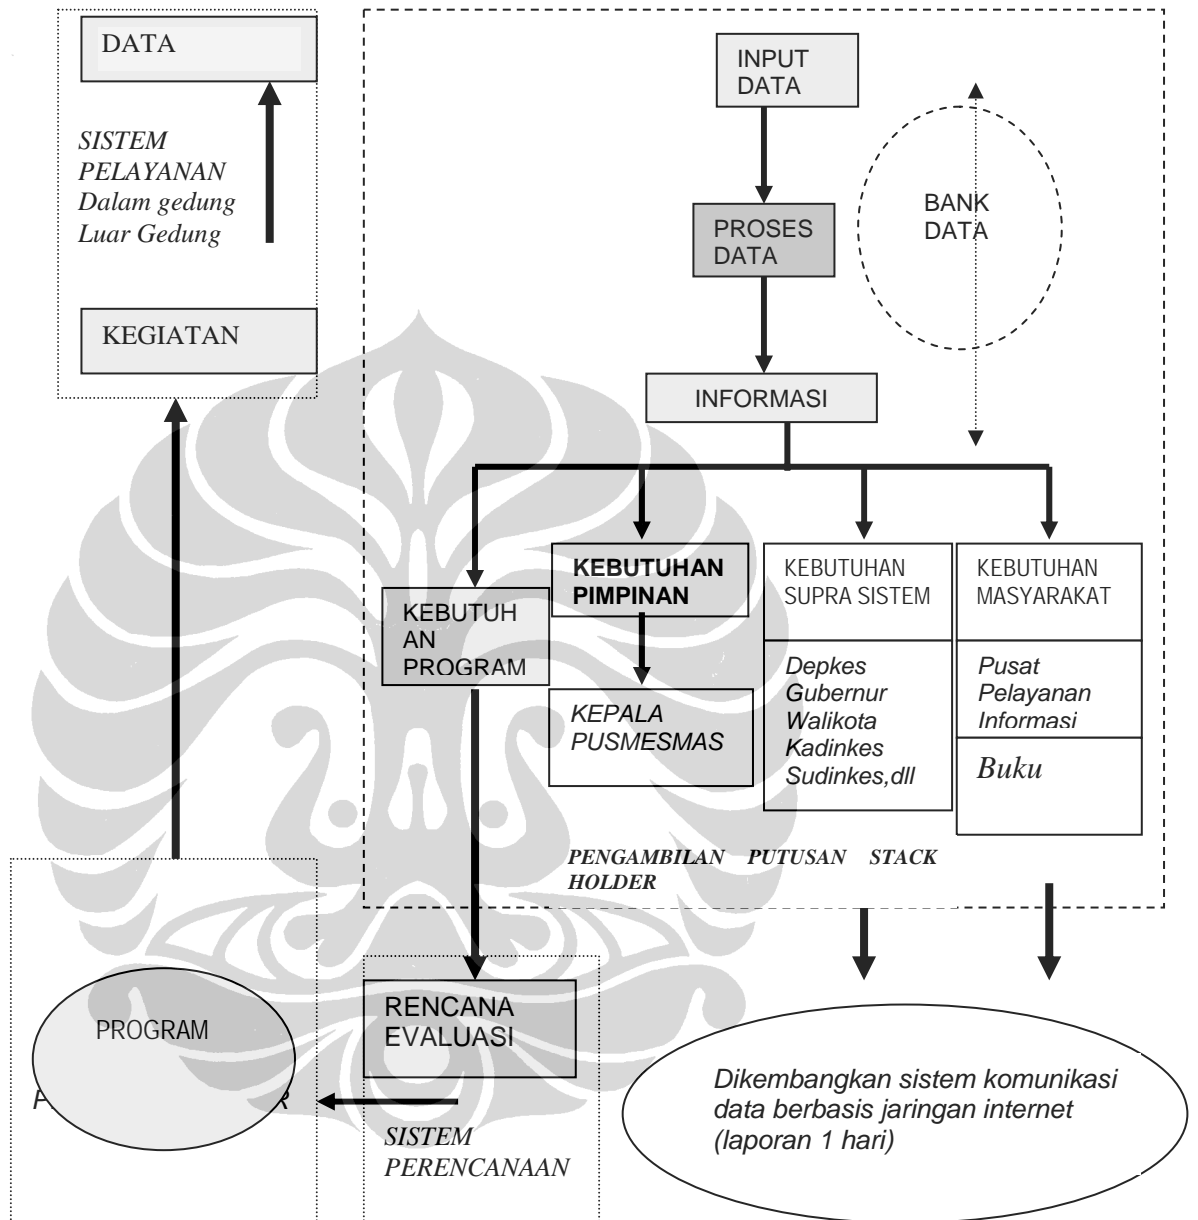 DATA
SISTEM
PELAYANAN
Dalam gedung
Luar Gedung
KEGIATAN
INPUT
DATA
PROSES
DATA
BANK
DATA
INFORMASI
KEBUTUH
AN
PROGRAM
KEBUTUHAN
PIMPINAN
KEPALA
PUSMESMAS
KEBUTUHAN
SUPRA SISTEM
Depkes
Gubernur
Walikota
Kadinkes
Sudinkes,dll
KEBUTUHAN
MASYARAKAT
Pusat
Pelayanan
Informasi
Buku
PENGAMBILAN PUTUSAN STACK
HOLDER
PROGRAM
RENCANA
EVALUASI
SISTEM
PERENCANAAN
Dikembangkan sistem komunikasi
data berbasis jaringan internet
(laporan 1 hari)